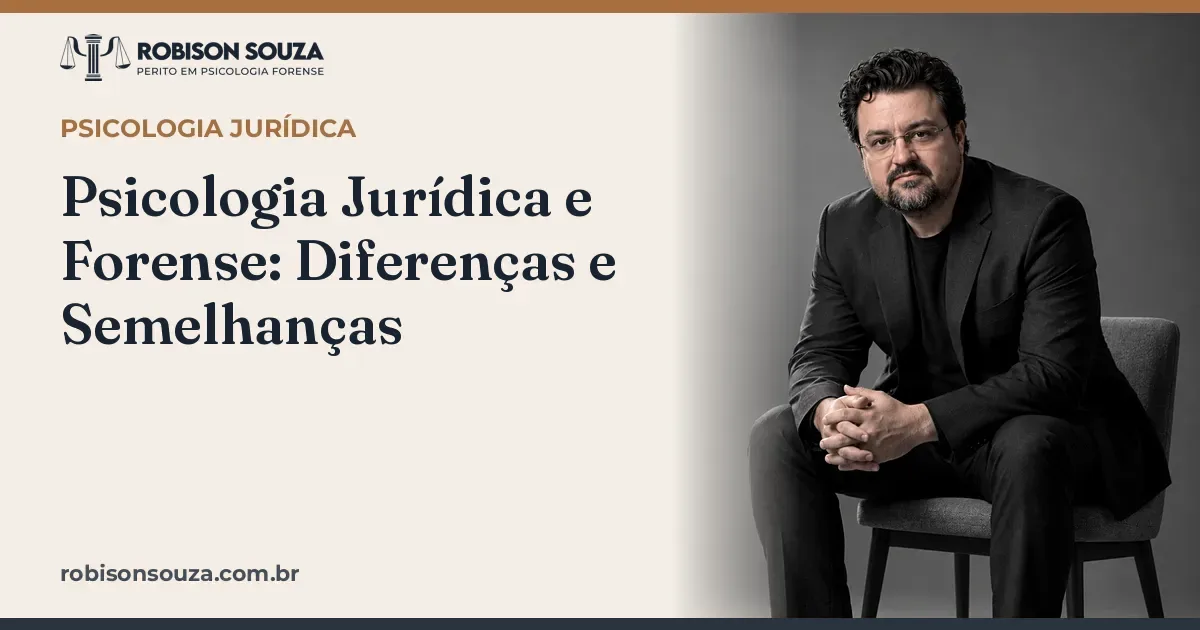 ROBISON SOUZA
PERITO EM PSICOLOGIA FORENSE
PSICOLOGIA JURÍDICA
Psicologia Jurídica e
Forense: Diferenças e
Semelhanças
robisonsouza.com.br